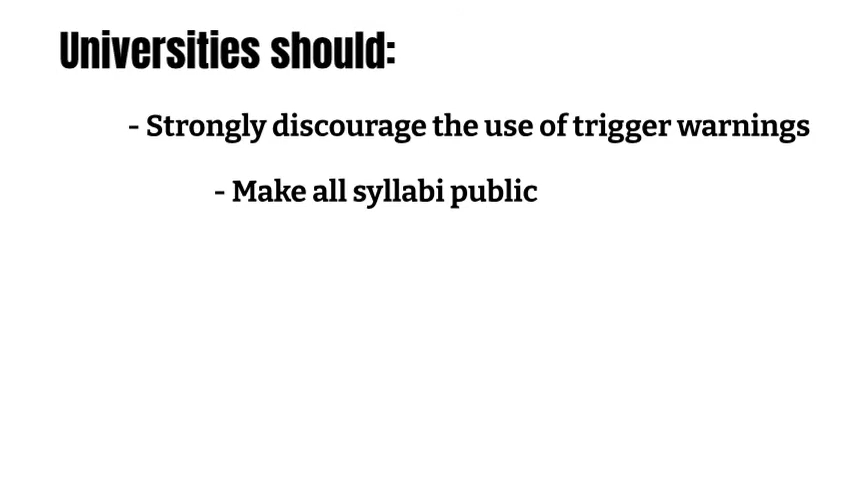 Universities should:
- Strongly discourage the use of trigger warnings
- Make all syllabi public